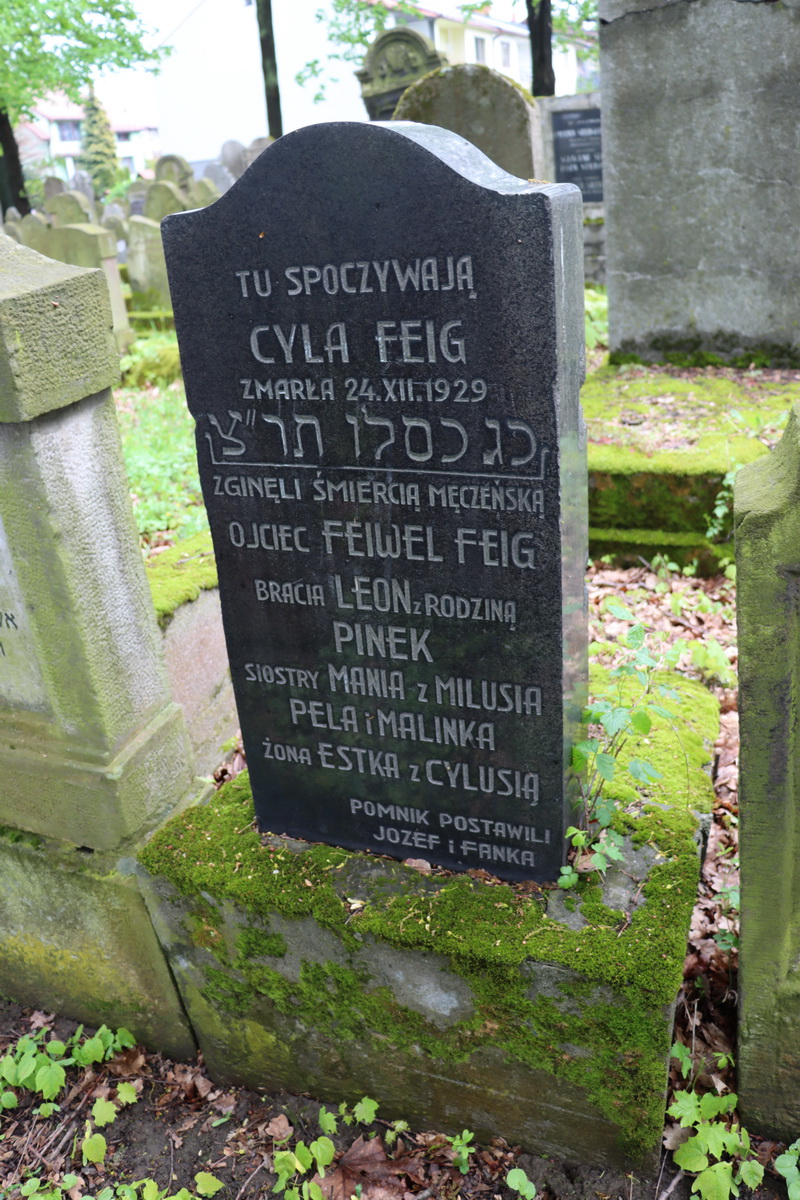 TU SPOCZYWAJĄ
CYLA FEIG
ZMARŁA 24.XII.1929
כג כסלו תר״צ
ZGINĘLI ŚMIERCIĄ MĘCZEŃSKĄ
OJCIEC FEIWEL FEIG
BRACIA LEON Z RODZINĄ
PINEK
SIOSTRY MANIA Z MILUSIĄ
PELA i MALINKA
ŻONA ESTKA Z CYLUSIĄ
POMNIK POSTAWILI
JOZEF i FANKA